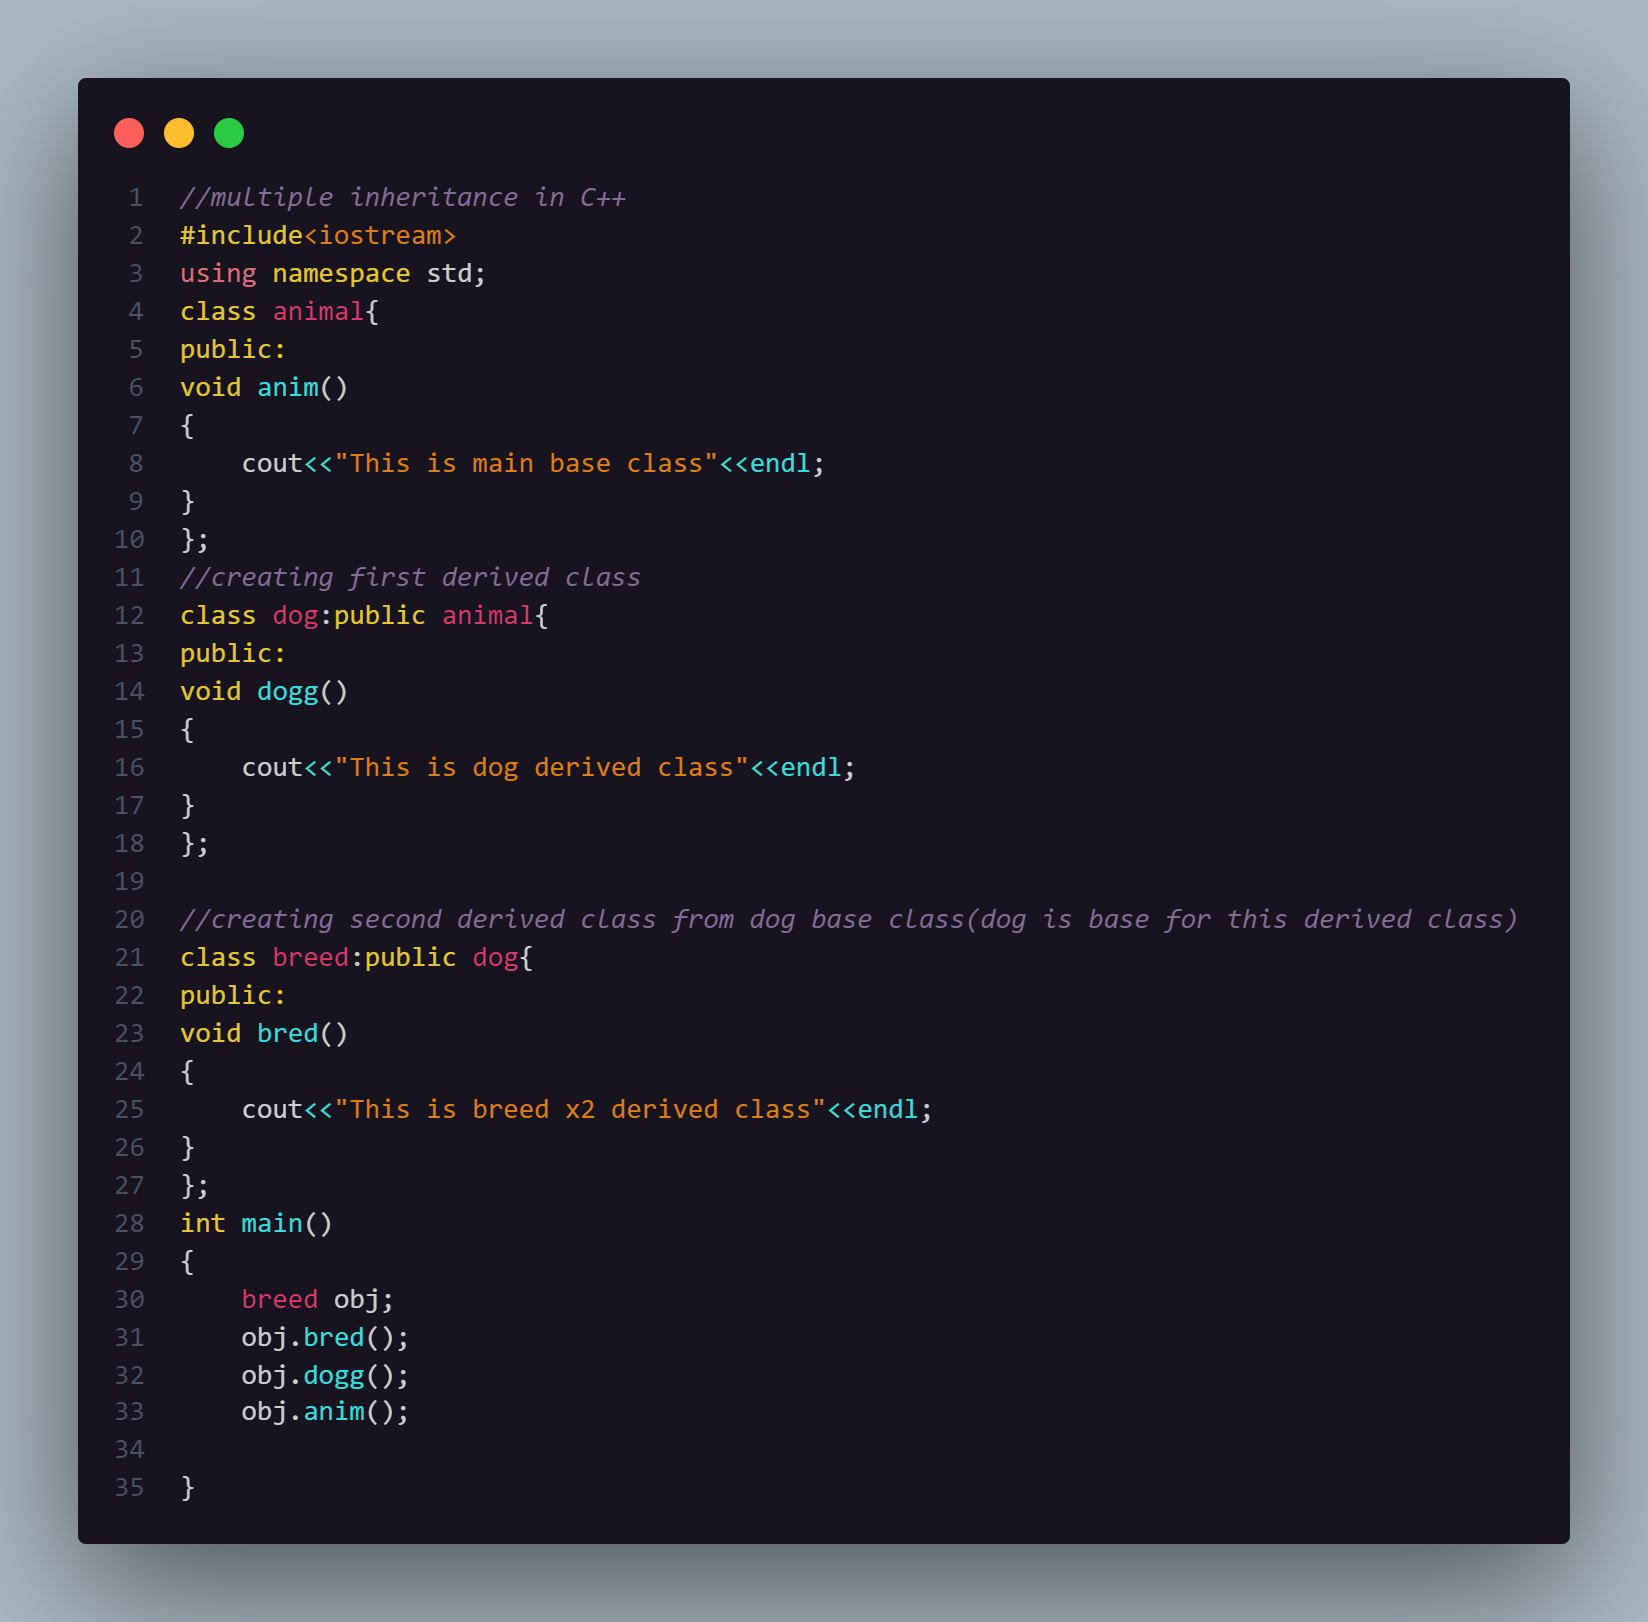 1 //multiple inheritance in C++
2 #include<iostream>
3 using namespace std;
4 class animal{
5 public:
6 void anim()
7 {
8     cout<<"This is main base class"<<endl;
9 }
10 };
11 //creating first derived class
12 class dog:public animal{
13 public:
14 void dogg()
15 {
16     cout<<"This is dog derived class"<<endl;
17 }
18 };
19
20 //creating second derived class from dog base class(dog is base for this derived class)
21 class breed:public dog{
22 public:
23 void bred()
24 {
25     cout<<"This is breed x2 derived class"<<endl;
26 }
27 };
28 int main()
29 {
30     breed obj;
31     obj.bred();
32     obj.dogg();
33     obj.anim();
34
35 }